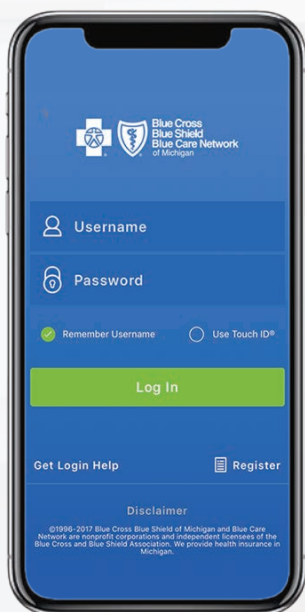 Blue Cross
Blue Shield
Blue Care Network
of Michigan
Username
Password
Remember Username
Use Touch ID®
Log In
Get Login Help
Register
Disclaimer
©1996-2017 Blue Cross Blue Shield of Michigan and Blue Care
Network are nonprofit corporations and independent licensees of the
Blue Cross and Blue Shield Association. We provide health insurance in
Michigan.